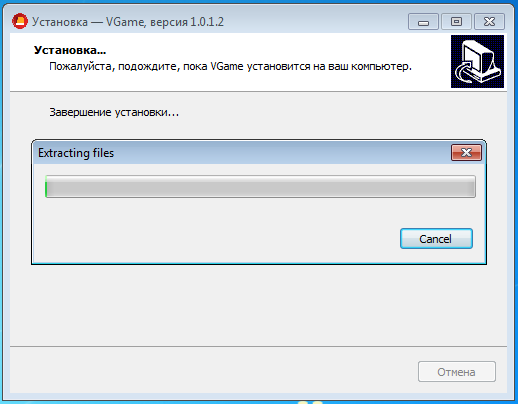 Установка — VGame, версия 1.0.1.2
Установка...
Пожалуйста, подождите, пока VGame установится на ваш компьютер.
Завершение установки...
Extracting files
Cancel
Отмена